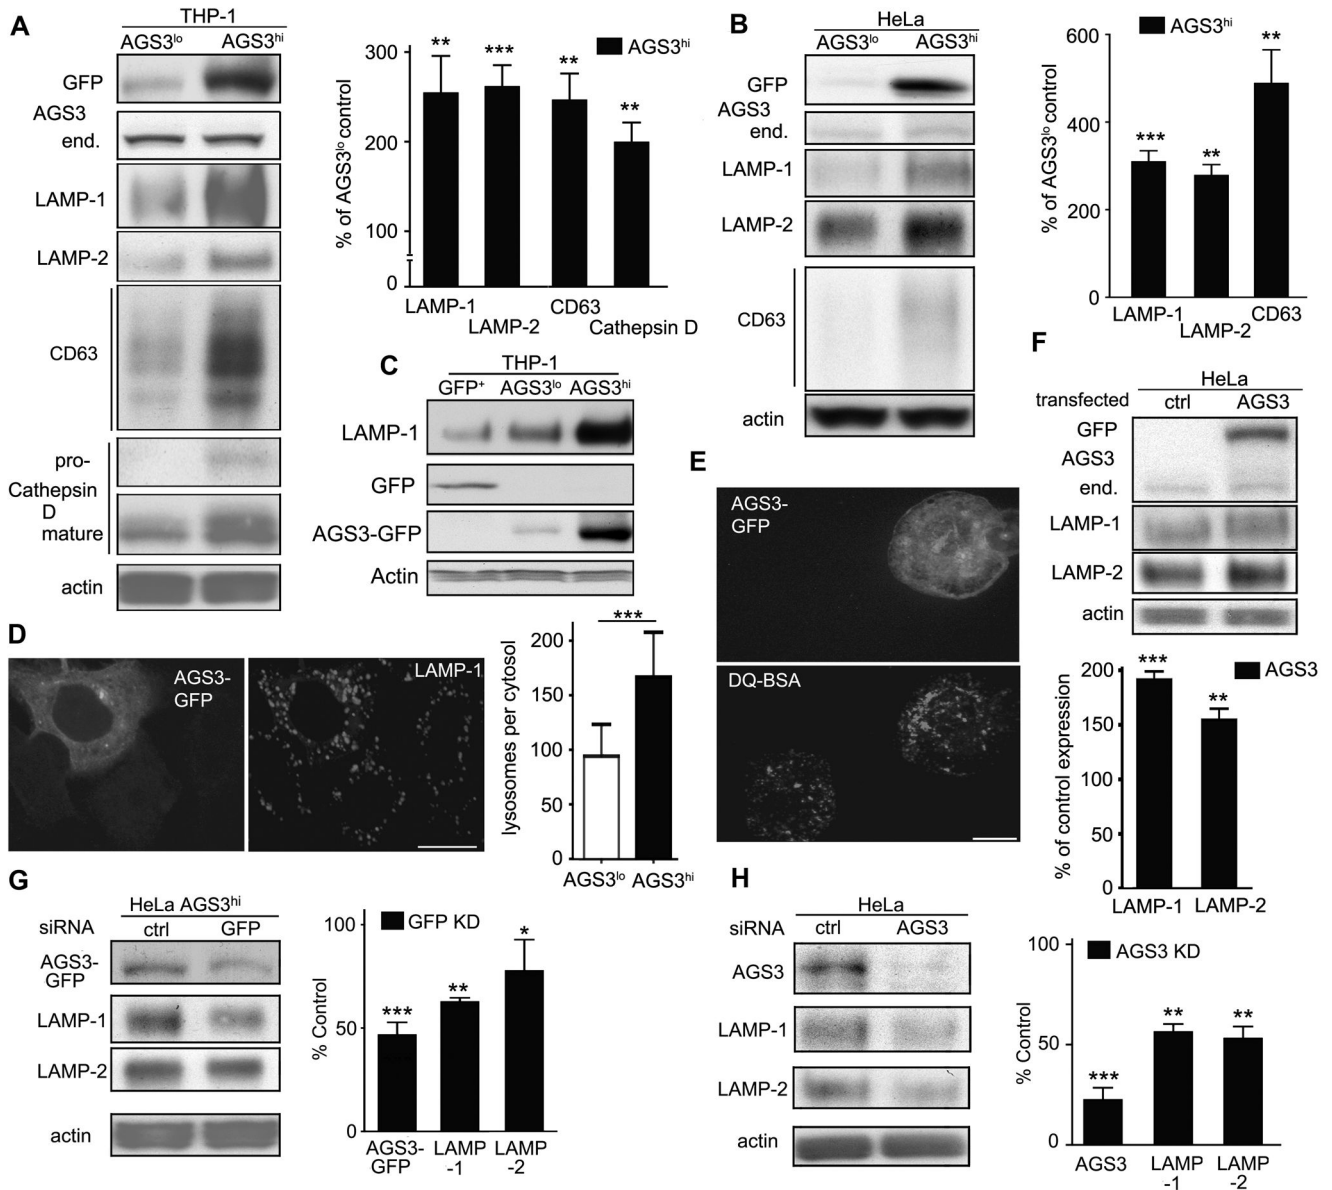 A
THP-1
AGS3lo AGS3hi
GFP
AGS3
end.
LAMP-1
LAMP-2
CD63
pro-
Cathepsin
D
mature
actin
AGS3hi
% of AGS3lo control
300
200
100
0
** *** ** **
LAMP-1
LAMP-2
CD63
Cathepsin D
B
HeLa
AGS3lo AGS3hi
GFP
AGS3
end.
LAMP-1
LAMP-2
CD63
actin
AGS3hi
% of AGS3lo control
600
400
200
0
*** ** **
LAMP-1
LAMP-2
CD63
C
THP-1
GFP+ AGS3lo AGS3hi
LAMP-1
GFP
AGS3-GFP
Actin
D
AGS3-
GFP
LAMP-1
lysosomes per cytosol
200
150
100
50
0
***
AGS3lo AGS3hi
E
AGS3-
GFP
DQ-BSA
F
HeLa
transfected ctrl AGS3
GFP
AGS3
end.
LAMP-1
LAMP-2
actin
AGS3
% of control expression
200
150
100
50
0
*** **
LAMP-1 LAMP-2
G
HeLa AGS3hi
siRNA ctrl GFP
AGS3-
GFP
LAMP-1
LAMP-2
actin
GFP KD
% Control
100
50
0
*** ** *
AGS3-
GFP
LAMP
-1
LAMP
-2
H
HeLa
siRNA ctrl AGS3
AGS3
LAMP-1
LAMP-2
actin
AGS3 KD
% Control
100
50
0
*** ** **
AGS3
LAMP
-1
LAMP
-2